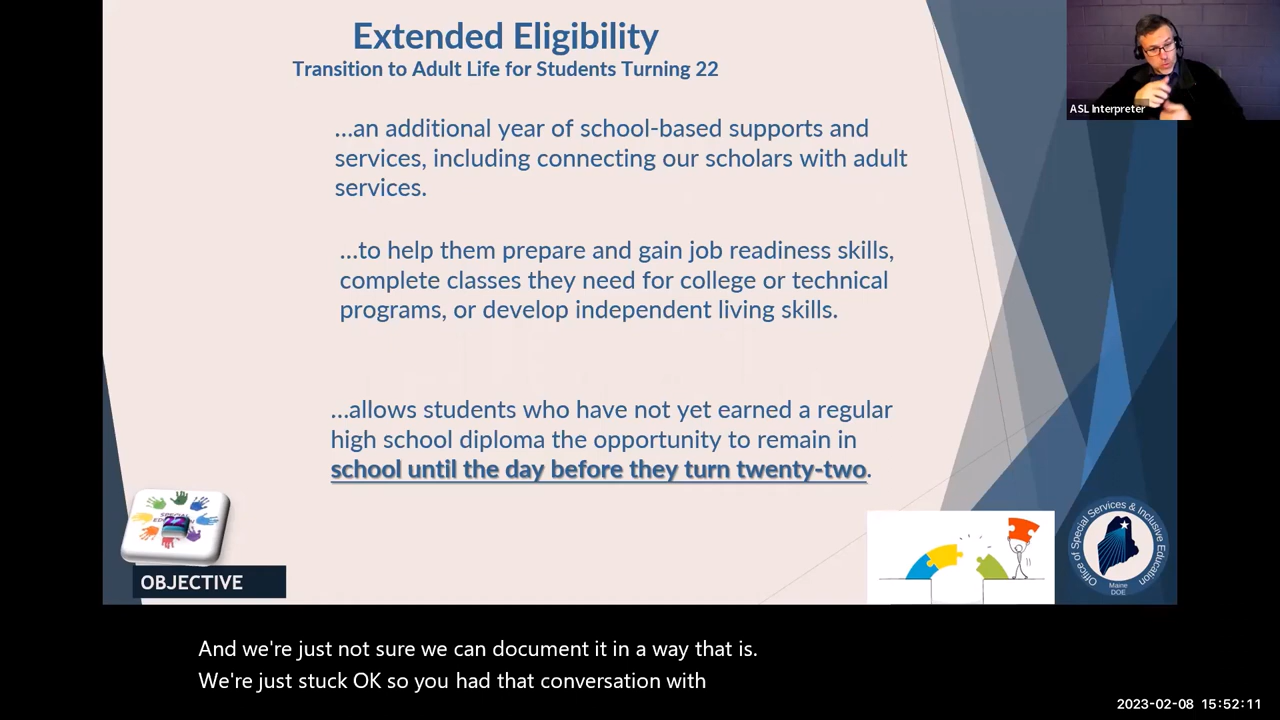 Extended Eligibility
Transition to Adult Life for Students Turning 22
ASL Interpreter
...an additional year of school-based supports and
services, including connecting our scholars with adult
services.
...to help them prepare and gain job readiness skills,
complete classes they need for college or technical
programs, or develop independent living skills.
...allows students who have not yet earned a regular
high school diploma the opportunity to remain in
school until the day before they turn twenty-two.
22
OBJECTIVE
Office of Special Services & Inclusive Education
Maine
DOE
And we're just not sure we can document it in a way that is.
We're just stuck OK so you had that conversation with
2023-02-08 15:52:11